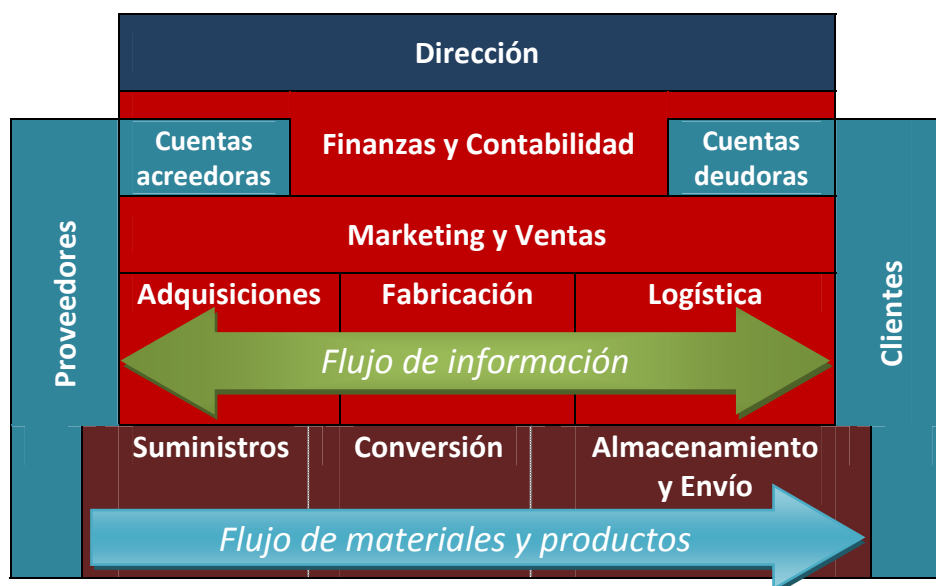 Dirección
Cuentas
acreedoras
Finanzas y Contabilidad
Cuentas
deudoras
Marketing y Ventas
Proveedores
Clientes
Adquisiciones
Fabricación
Logística
Flujo de información
Suministros
Conversión
Almacenamiento
y Envío
Flujo de materiales y productos